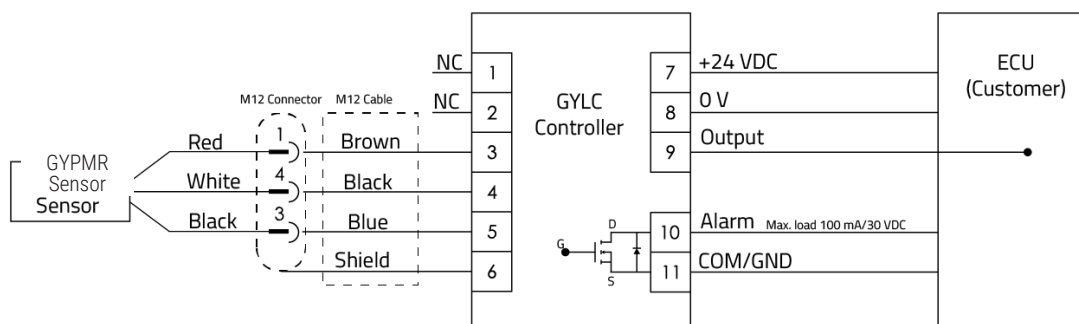 NC
1
7
+24 VDC
ECU
(Customer)
M12 Connector
M12 Cable
NC
2
GYLC
Controller
8
0 V
Red
1
Brown
3
9
Output
GYPMR
Sensor
Sensor
White
4
Black
4
Black
3
Blue
5
G
D
S
10
Alarm
Max. load 100 mA/30 VDC
Shield
6
11
COM/GND